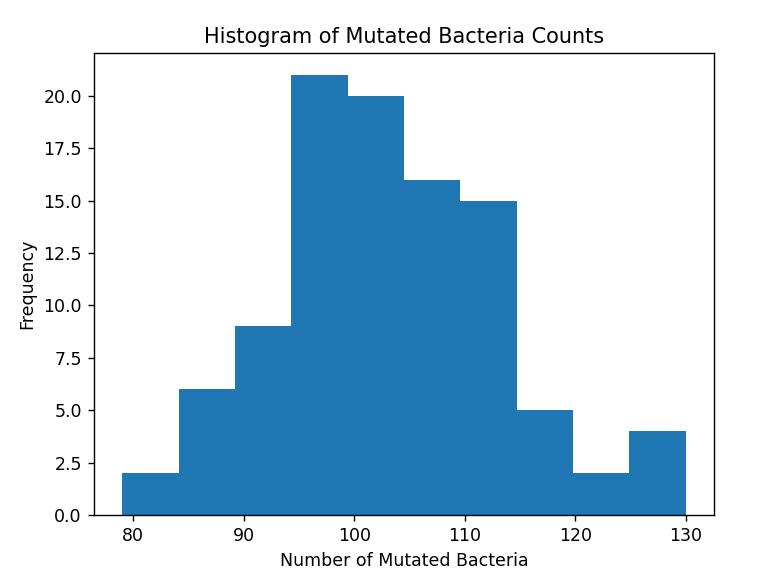 Histogram of Mutated Bacteria Counts
20.0
17.5
15.0
12.5
10.0
7.5
5.0
2.5
0.0
Frequency
80 90 100 110 120 130
Number of Mutated Bacteria